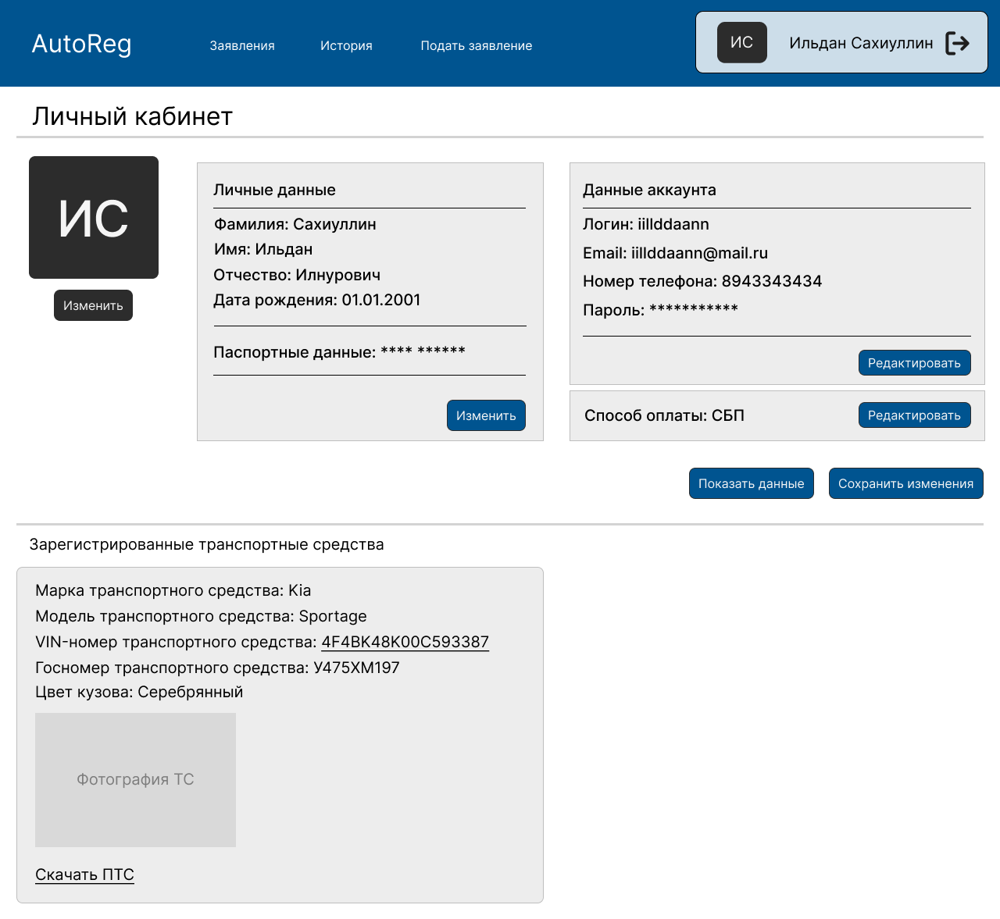 AutoReg
Заявления
История
Подать заявление
ИС
Ильдан Сахиуллин
Личный кабинет
ИС
Изменить
Личные данные
Фамилия: Сахиуллин
Имя: Ильдан
Отчество: Илнурович
Дата рождения: 01.01.2001
Паспортные данные: **** ******
Изменить
Данные аккаунта
Логин: iillddaann
Email: iillddaann@mail.ru
Номер телефона: 8943343434
Пароль: ***********
Редактировать
Способ оплаты: СБП
Редактировать
Показать данные
Сохранить изменения
Зарегистрированные транспортные средства
Марка транспортного средства: Kia
Модель транспортного средства: Sportage
VIN-номер транспортного средства: 4F4BK48K00C593387
Госномер транспортного средства: У475ХМ197
Цвет кузова: Серебрянный
Фотография ТС
Скачать ПТС